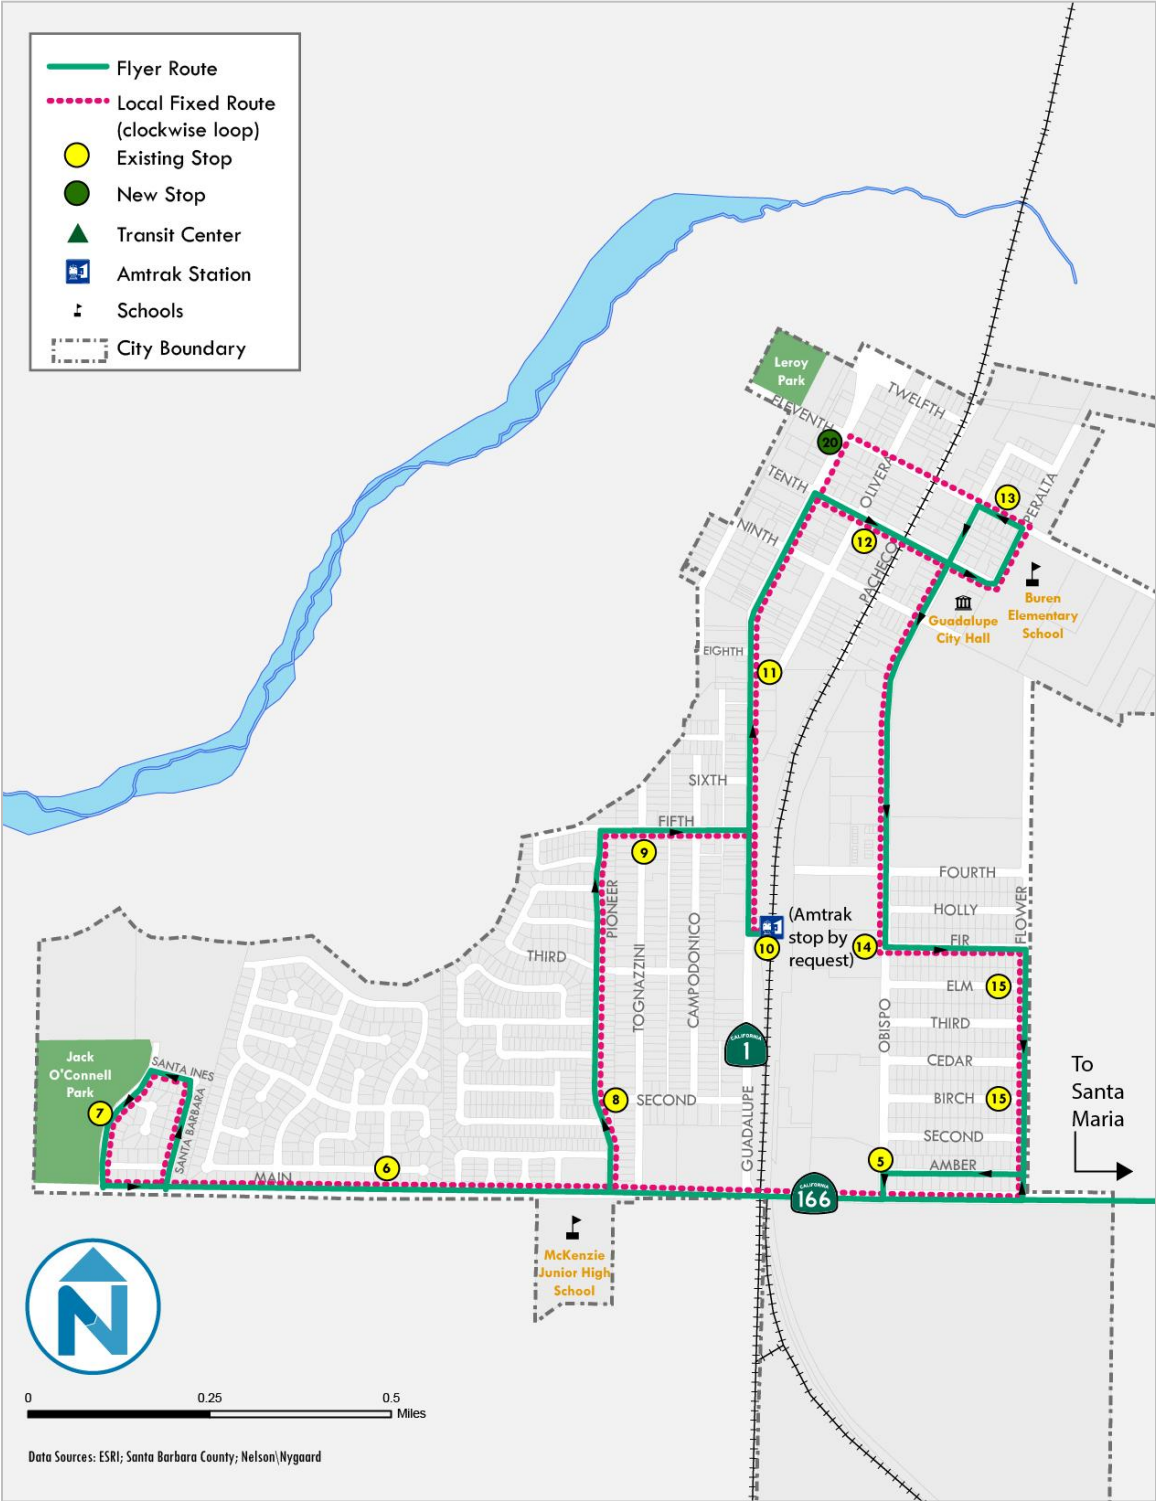 Flyer Route
Local Fixed Route
(clockwise loop)
Existing Stop
New Stop
Transit Center
Amtrak Station
Schools
City Boundary
Leroy
Park
TWELFTH
ELEVENTH
20
TENTH
OLIVERA
13
PERALTA
NINTH
12
PACHECO
Buren
Elementary
School
Guadalupe
City Hall
EIGHTH
11
SIXTH
FIFTH
9
FOURTH
PIONEER
HOLLY
FLOWER
(Amtrak
stop by
request)
10
14
FIR
THIRD
TOGNAZZINI
CAMPODONICO
ELM
15
OBISPO
THIRD
CALIFORNIA
1
CEDAR
Jack
O'Connell
Park
SANTA INES
To
Santa
Maria
7
SANTA BARBARA
8
SECOND
GUADALUPE
BIRCH
15
SECOND
5
AMBER
6
MAIN
CALIFORNIA
166
McKenzie
Junior High
School
N
0
0.25
0.5
Miles
Data Sources: ESRI; Santa Barbara County; Nelson\Nygaard